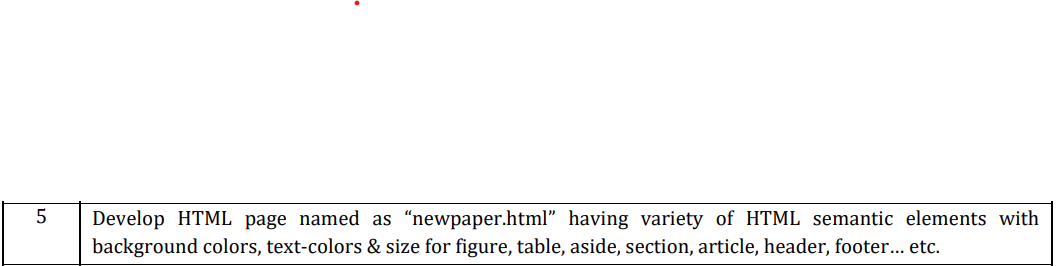 5
Develop HTML page named as “newpaper.html” having variety of HTML semantic elements with
background colors, text-colors & size for figure, table, aside, section, article, header, footer... etc.